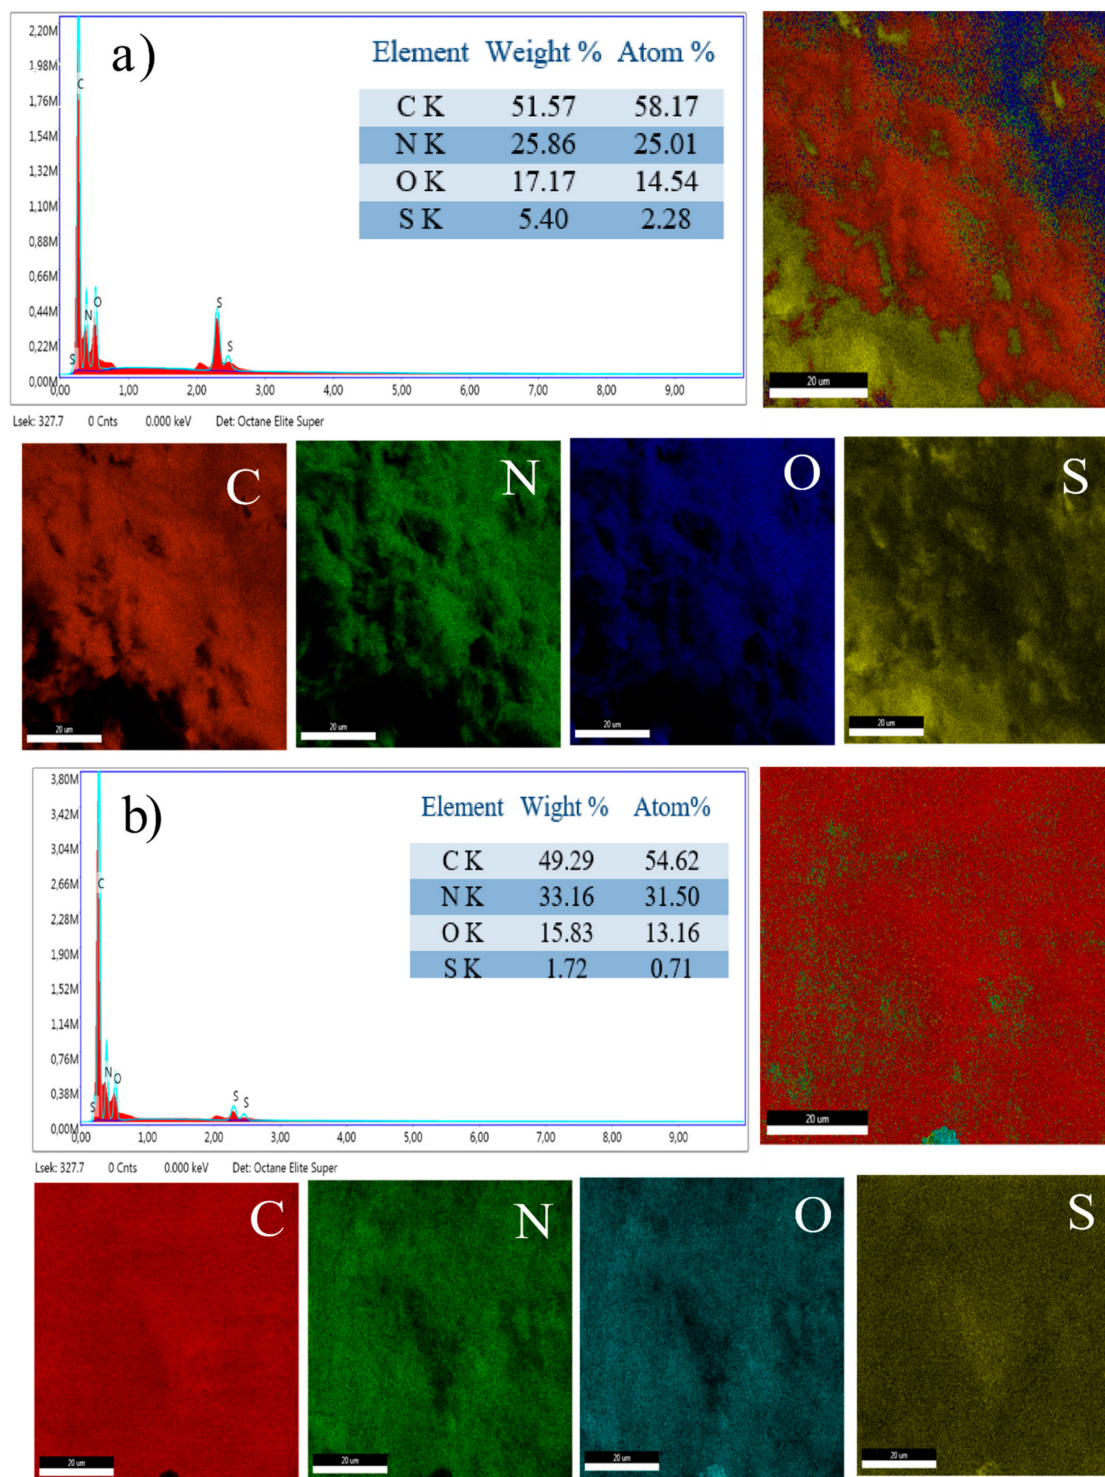 a)
Element Weight % Atom %
C K 51.57 58.17
N K 25.86 25.01
O K 17.17 14.54
S K 5.40 2.28
2,20M
1,98M
1,76M
1,54M
1,32M
1,10M
0,88M
0,66M
0,44M
0,22M
0,00M
C
N
O
S
S
S
0,00 1,00 2,00 3,00 4,00 5,00 6,00 7,00 8,00 9,00
Lsek: 327.7 0 Cnts 0.000 keV Det: Octane Elite Super
20 um
C
20 um
N
20 um
O
20 um
S
20 um
b)
Element Wight % Atom%
C K 49.29 54.62
N K 33.16 31.50
O K 15.83 13.16
S K 1.72 0.71
3,80M
3,42M
3,04M
2,66M
2,28M
1,90M
1,52M
1,14M
0,76M
0,38M
0,00M
C
N
O
S
S
S
0,00 1,00 2,00 3,00 4,00 5,00 6,00 7,00 8,00 9,00
Lsek: 327.7 0 Cnts 0.000 keV Det: Octane Elite Super
20 um
C
20 um
N
20 um
O
20 um
S
20 um